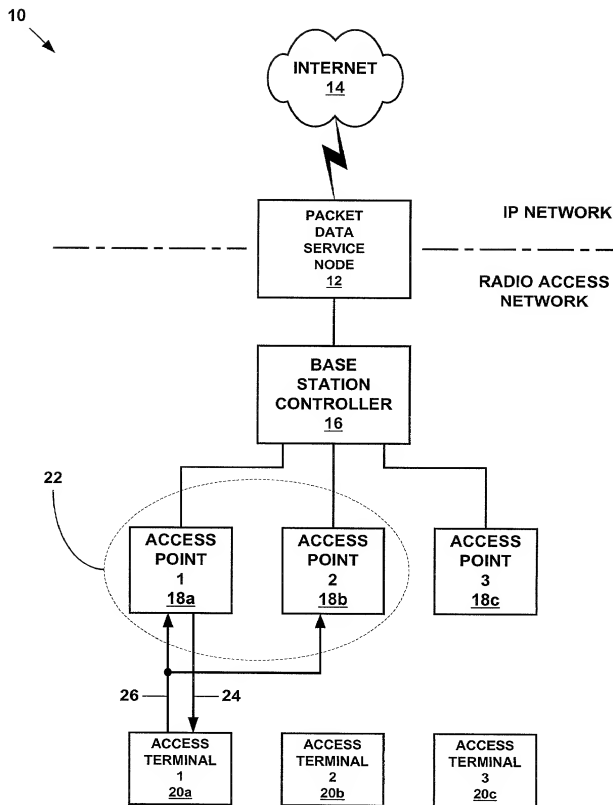 10
INTERNET
14
PACKET
DATA
SERVICE
NODE
12
IP NETWORK
RADIO ACCESS
NETWORK
BASE
STATION
CONTROLLER
16
22
ACCESS
POINT
1
18a
ACCESS
POINT
2
18b
ACCESS
POINT
3
18c
26
24
ACCESS
TERMINAL
1
20a
ACCESS
TERMINAL
2
20b
ACCESS
TERMINAL
3
20c